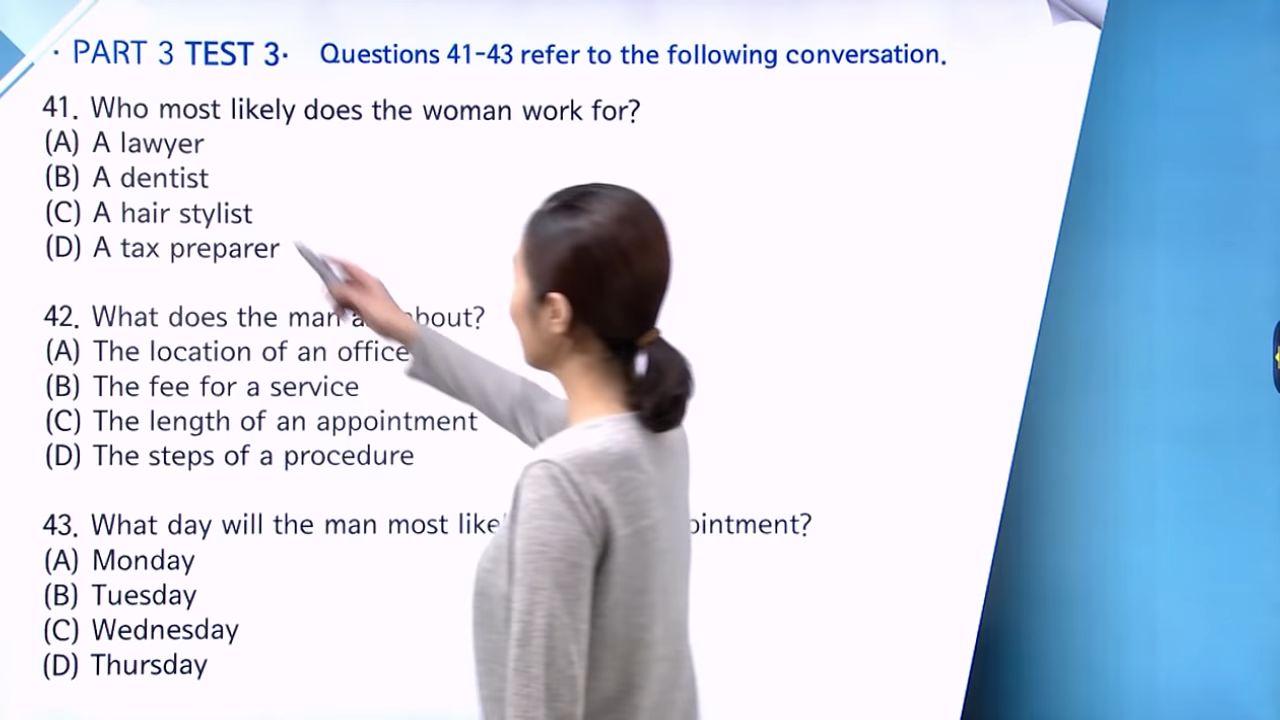 · PART 3 TEST 3· Questions 41-43 refer to the following conversation.
41. Who most likely does the woman work for?
(A) A lawyer
(B) A dentist
(C) A hair stylist
(D) A tax preparer
42. What does the man about?
(A) The location of an office
(B) The fee for a service
(C) The length of an appointment
(D) The steps of a procedure
43. What day will the man most
(A) Monday
(B) Tuesday
(C) Wednesday
(D) Thursday